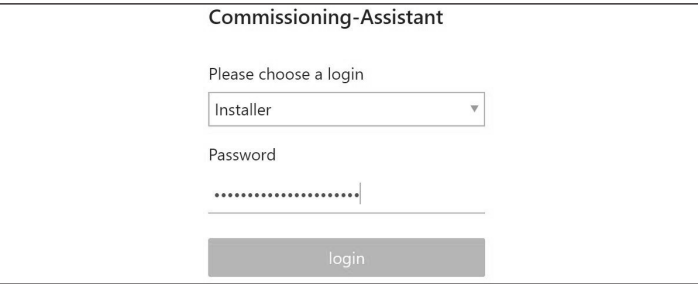 Commissioning-Assistant
Please choose a login
Installer
Password
••••••••••••••••••••••
login